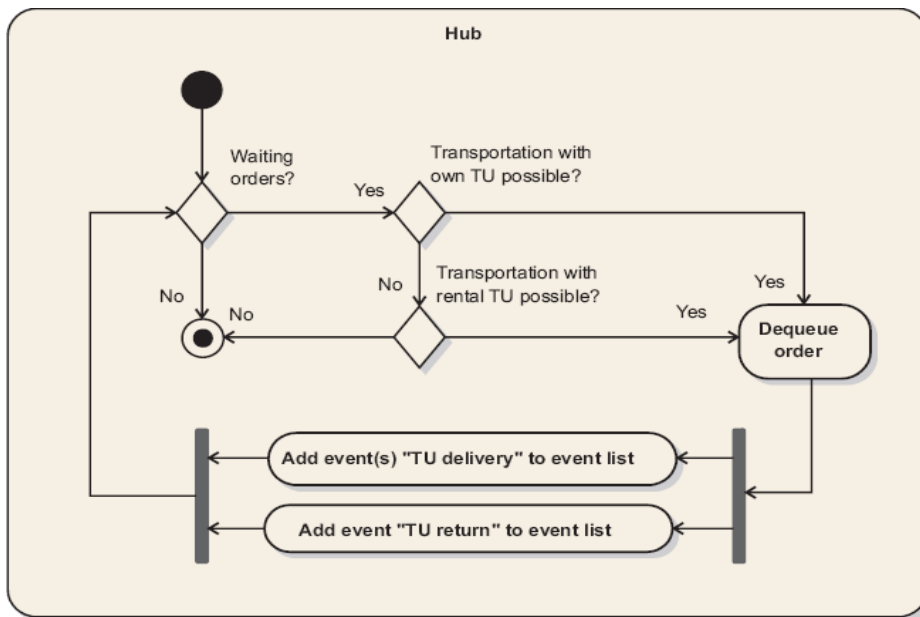 Hub
Waiting
orders?
Transportation with
own TU possible?
Yes
No
Transportation with
rental TU possible?
Yes
No
No
Yes
Dequeue
order
Add event(s) "TU delivery" to event list
Add event "TU return" to event list